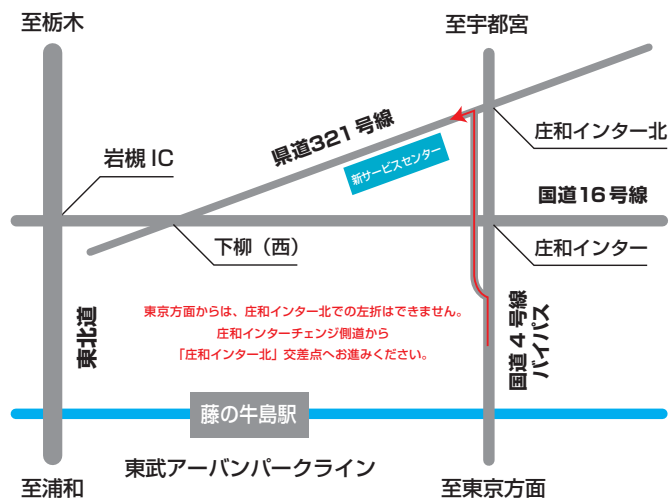 至栃木
至宇都宮
県道321号線
庄和インター北
岩槻 IC
新サービスセンター
国道16号線
下柳（西）
庄和インター
東京方面からは、庄和インター北での左折はできません。
庄和インターチェンジ側道から
「庄和インター北」交差点へお進みください。
東北道
国道4号線
バイパス
藤の牛島駅
東武アーバンパークライン
至浦和
至東京方面